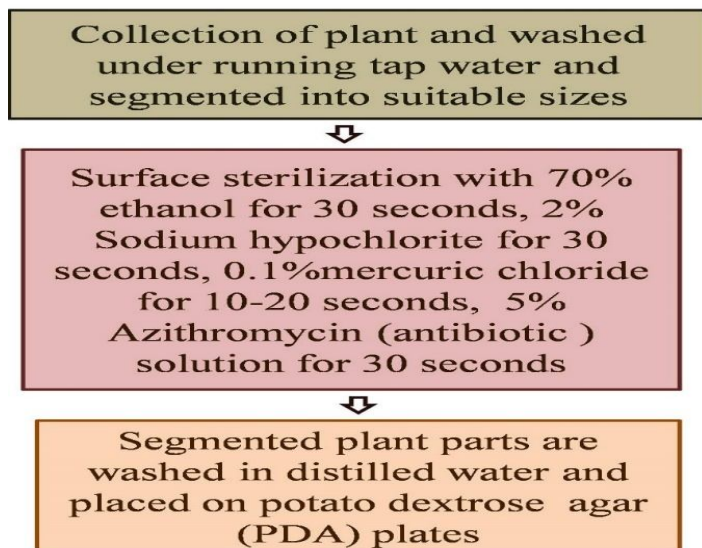 Collection of plant and washed
under running tap water and
segmented into suitable sizes
Surface sterilization with 70%
ethanol for 30 seconds, 2%
Sodium hypochlorite for 30
seconds, 0.1%mercuric chloride
for 10-20 seconds, 5%
Azithromycin (antibiotic )
solution for 30 seconds
Segmented plant parts are
washed in distilled water and
placed on potato dextrose agar
(PDA) plates